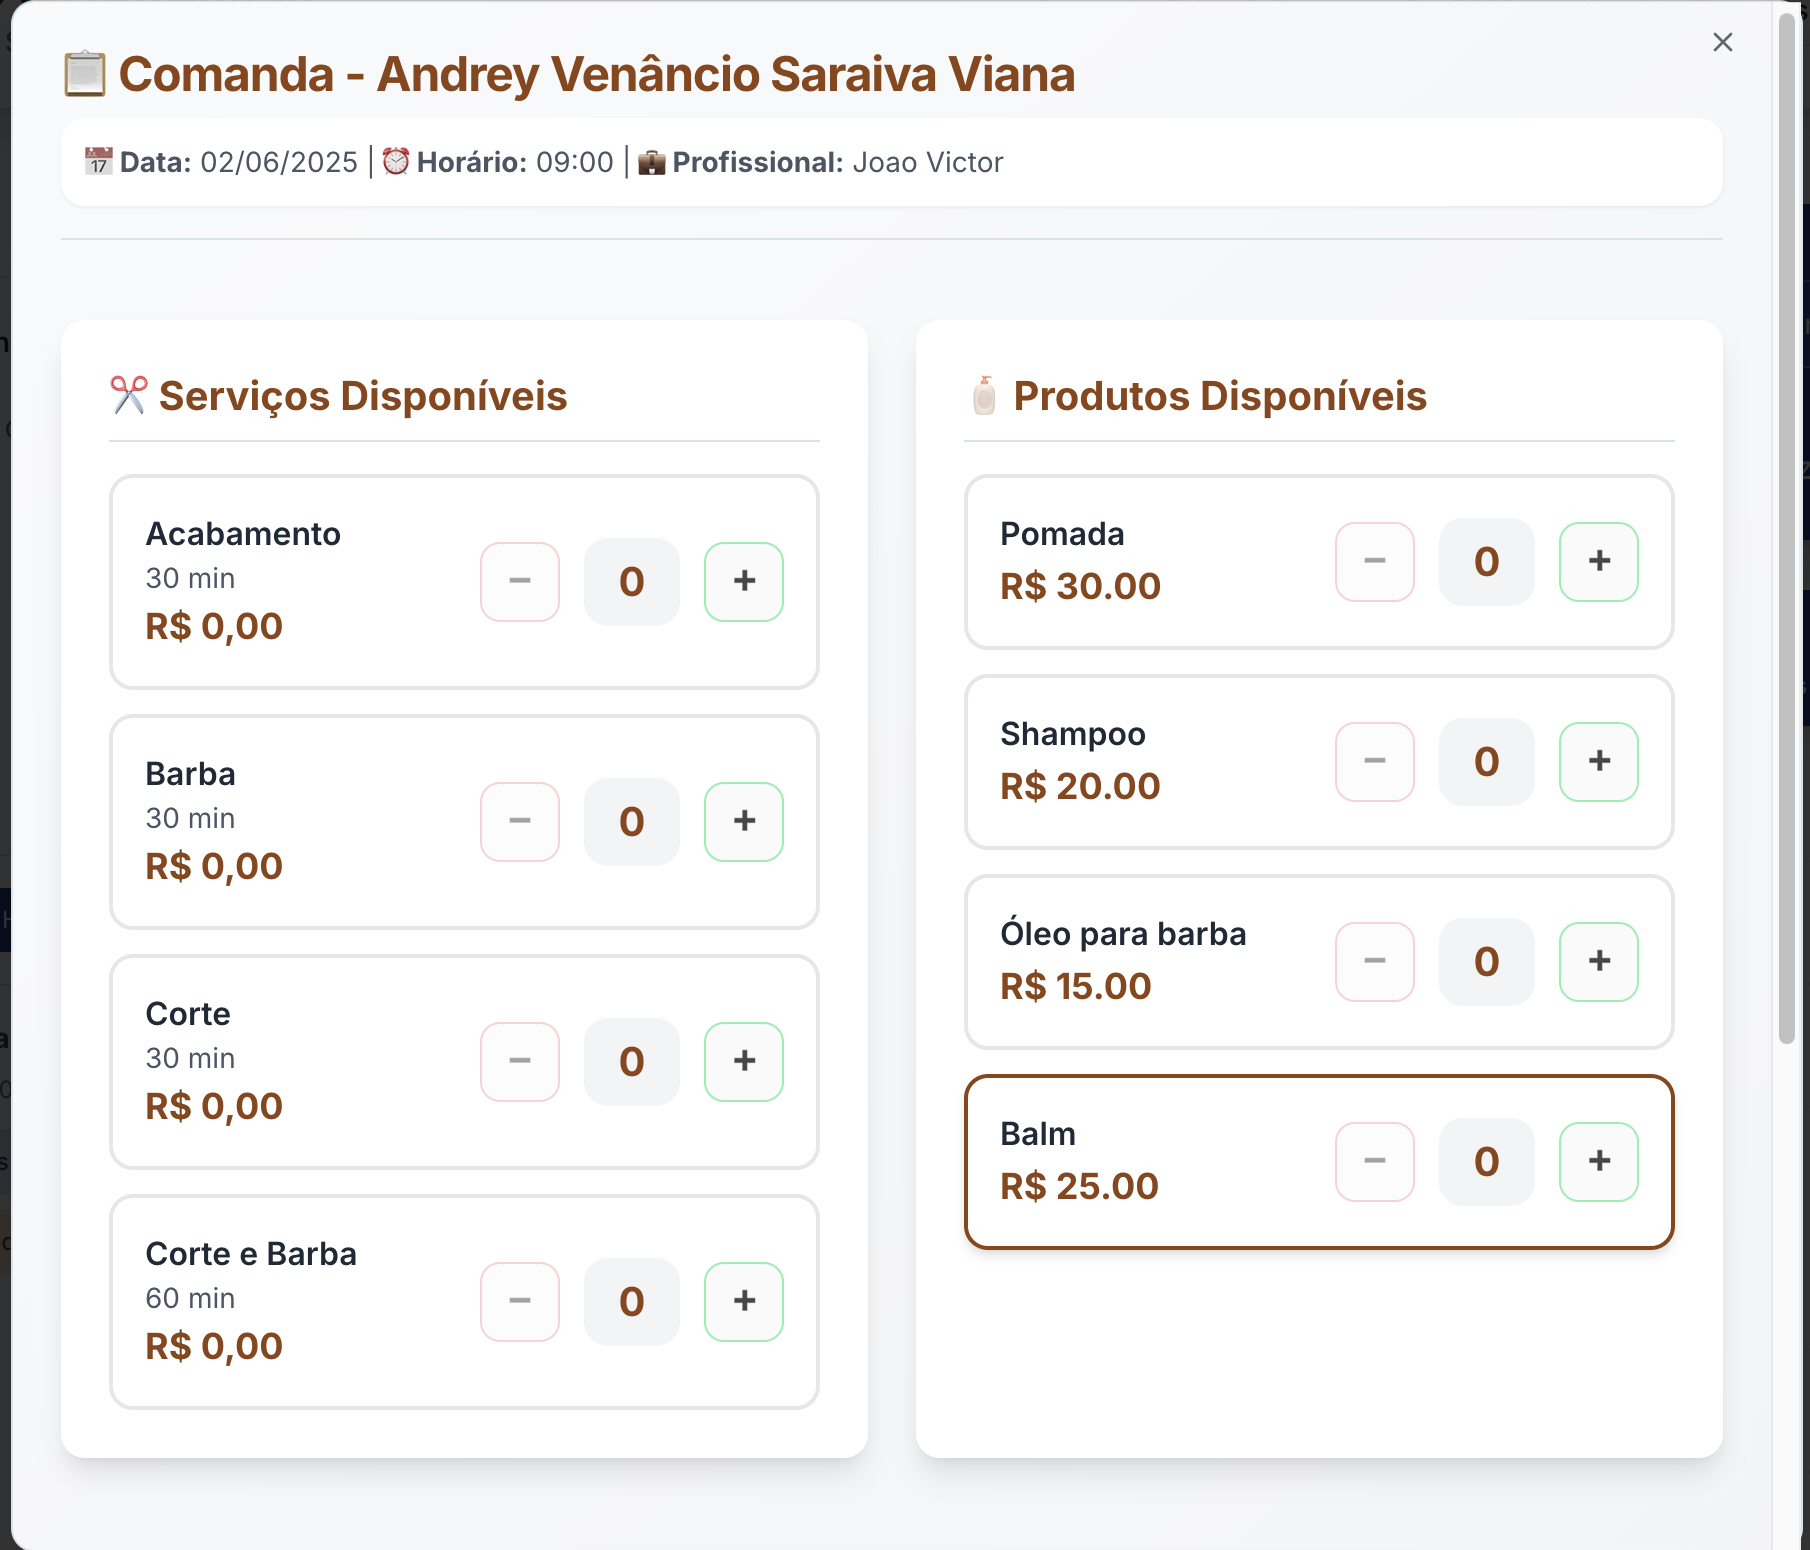 Comanda - Andrey Venâncio Saraiva Viana
17 Data: 02/06/2025 | Horário: 09:00 | Profissional: Joao Victor
Serviços Disponíveis
Acabamento
30 min
R$ 0,00
− 0 +
Barba
30 min
R$ 0,00
− 0 +
Corte
30 min
R$ 0,00
− 0 +
Corte e Barba
60 min
R$ 0,00
− 0 +
Produtos Disponíveis
Pomada
R$ 30.00
− 0 +
Shampoo
R$ 20.00
− 0 +
Óleo para barba
R$ 15.00
− 0 +
Balm
R$ 25.00
− 0 +